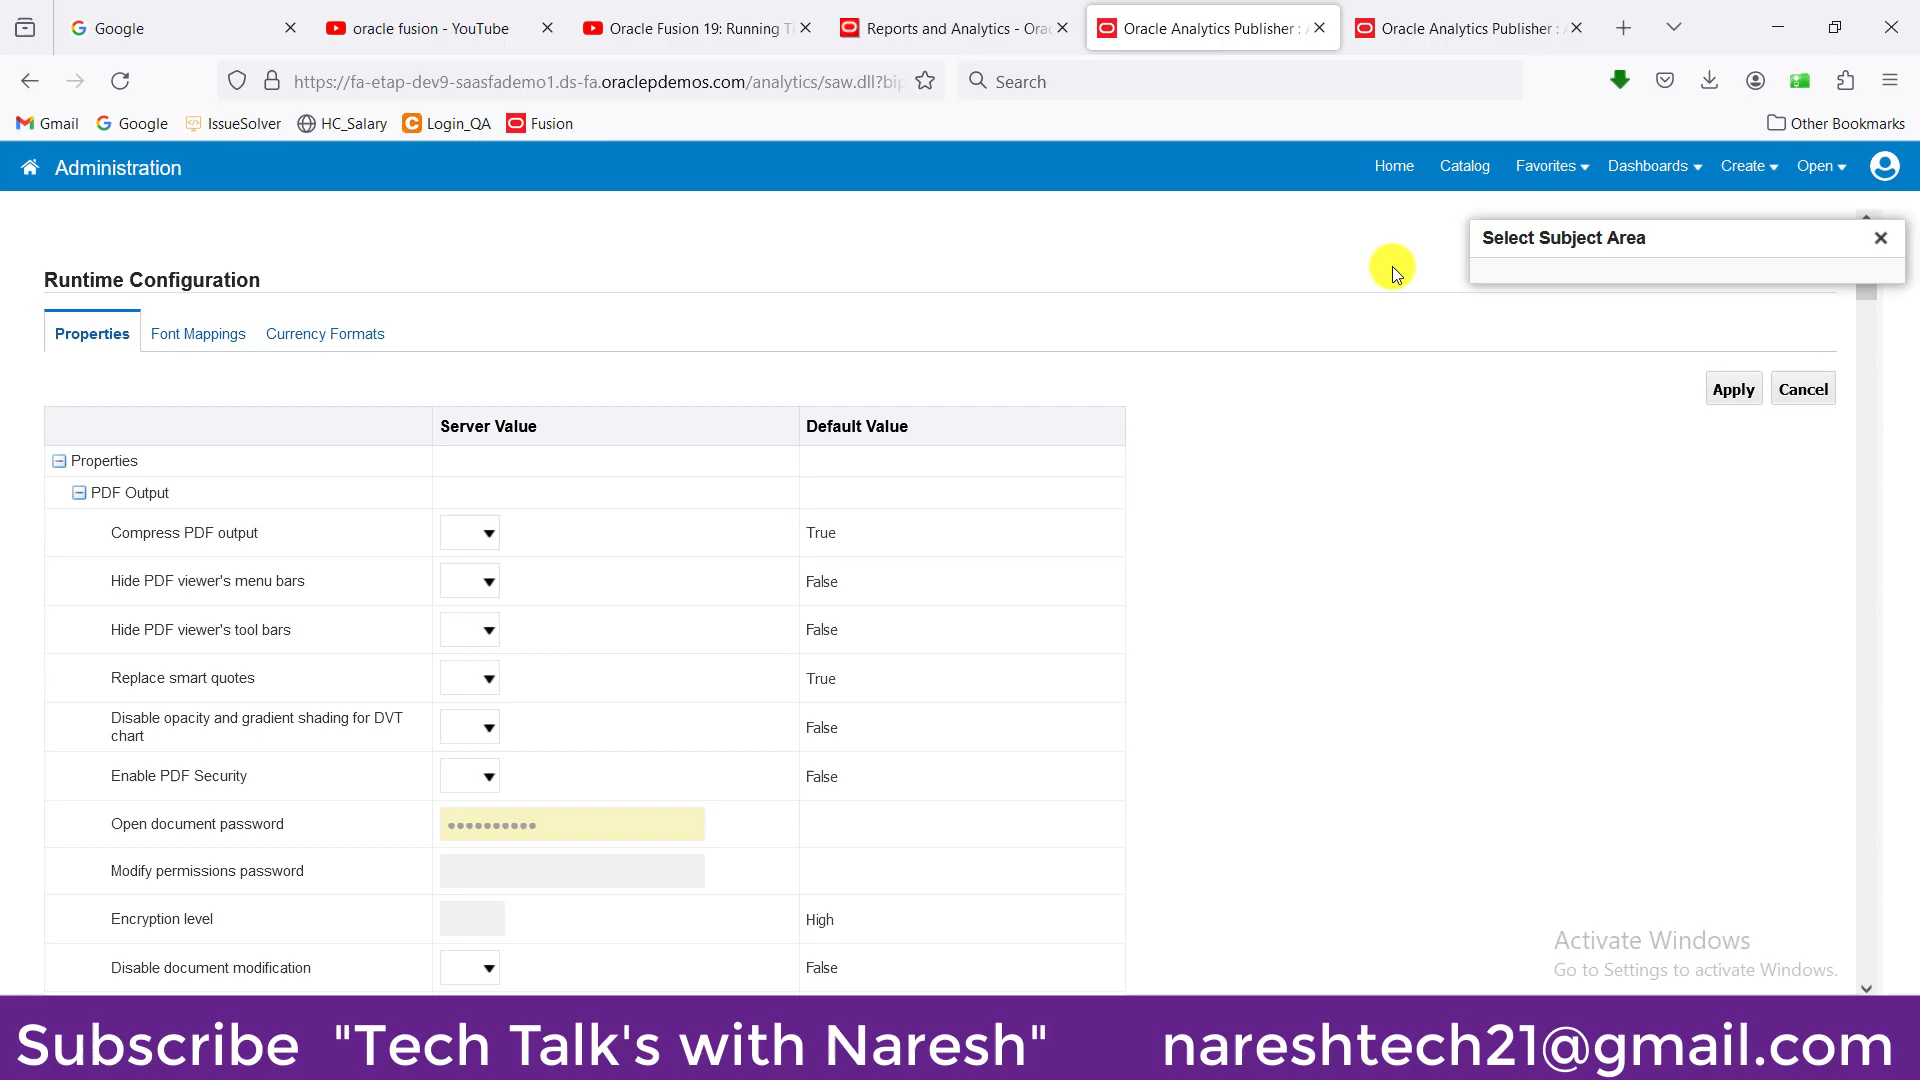 Google
oracle fusion - YouTube
Oracle Fusion 19: Running Ti
Reports and Analytics - Orac
Oracle Analytics Publisher : A
Oracle Analytics Publisher : A
https://fa-etap-dev9-saasfademo1.ds-fa.oraclepdemos.com/analytics/saw.dll?bip
Search
Gmail
Google
IssueSolver
HC_Salary
Login_QA
Fusion
Other Bookmarks
Administration
Home
Catalog
Favorites
Dashboards
Create
Open
Select Subject Area
Runtime Configuration
Properties
Font Mappings
Currency Formats
Apply
Cancel
Server Value
Default Value
Properties
PDF Output
Compress PDF output
True
Hide PDF viewer's menu bars
False
Hide PDF viewer's tool bars
False
Replace smart quotes
True
Disable opacity and gradient shading for DVT
chart
False
Enable PDF Security
False
Open document password
Modify permissions password
Encryption level
High
Disable document modification
False
Activate Windows
Go to Settings to activate Windows.
Subscribe "Tech Talk's with Naresh" nareshtech21@gmail.com